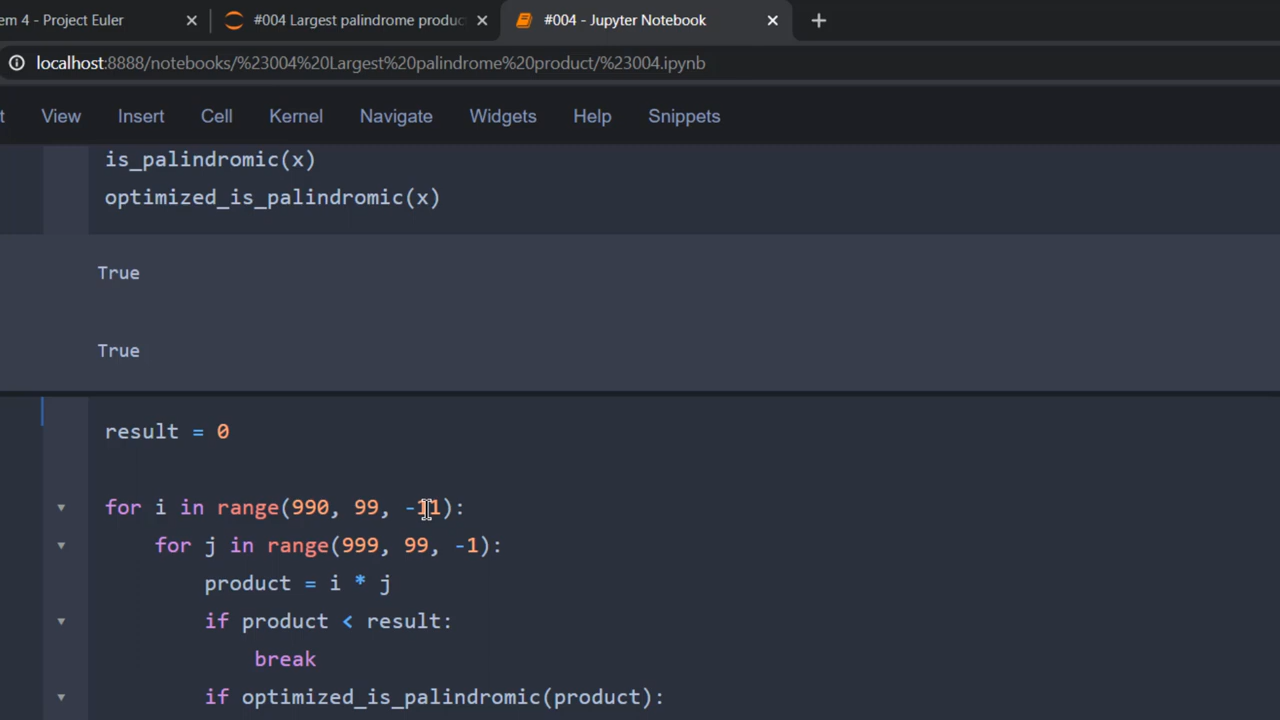 em 4 - Project Euler
#004 Largest palindrome produc
#004 - Jupyter Notebook
localhost:8888/notebooks/%23004%20Largest%20palindrome%20product/%23004.ipynb
t View Insert Cell Kernel Navigate Widgets Help Snippets
is_palindromic(x)
optimized_is_palindromic(x)
True
True
result = 0
for i in range(990, 99, -11):
for j in range(999, 99, -1):
product = i * j
if product < result:
break
if optimized_is_palindromic(product):